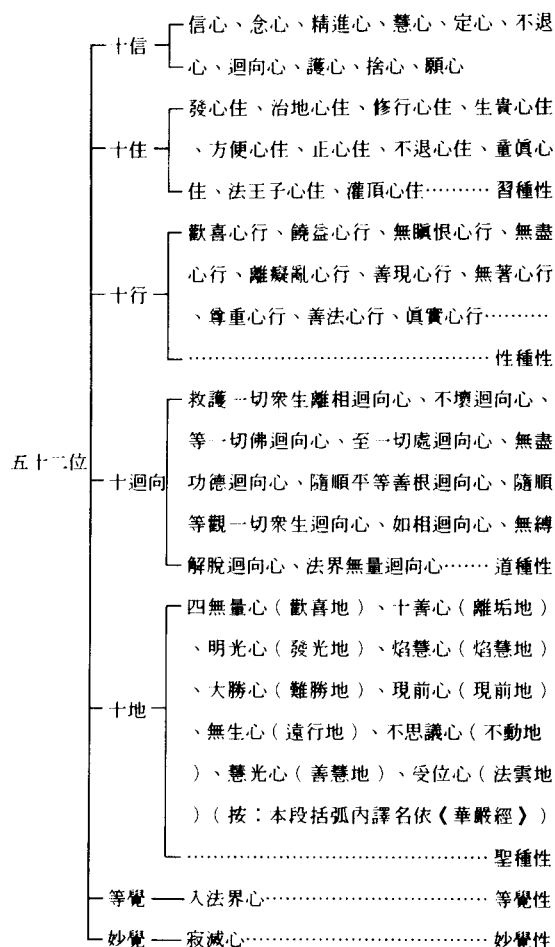 五十二位
十信
信心、念心、精進心、慧心、定心、不退
心、迴向心、護心、捨心、願心
十住
發心住、治地心住、修行心住、生貴心住
、方便心住、正心住、不退心住、童眞心
住、法王子心住、灌頂心住………習種性
十行
歡喜心行、饒益心行、無瞋恨心行、無盡
心行、離癡亂心行、善現心行、無著心行
、尊重心行、善法心行、眞實心行………
…………………………………性種性
十迴向
救護一切衆生離相迴向心、不壞迴向心、
等一切佛迴向心、至一切處迴向心、無盡
功德迴向心、隨順平等善根迴向心、隨順
等觀一切衆生迴向心、如相迴向心、無縛
解脫迴向心、法界無量迴向心……道種性
十地
四無量心（歡喜地）、十善心（離垢地）
、明光心（發光地）、焰慧心（焰慧地）
、大勝心（難勝地）、現前心（現前地）
、無生心（遠行地）、不思議心（不動地
）、慧光心（善慧地）、受位心（法雲地
）（按：本段括弧內譯名依《華嚴經》）
…………………………………聖種性
等覺 入法界心…………………………等覺性
妙覺 寂滅心……………………………妙覺性